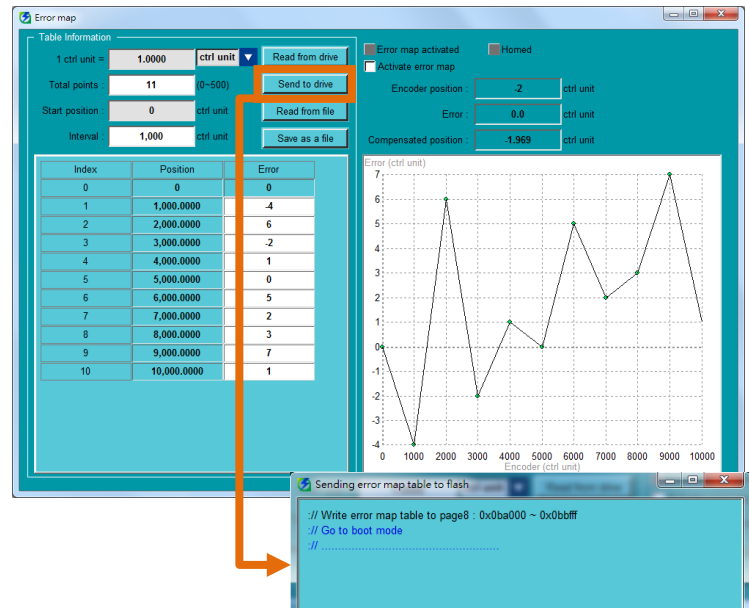 Error map
Table Information
1 ctrl unit = 1.0000 ctrl unit Read from drive
Total points : 11 (0~500) Send to drive
Start position : 0 ctrl unit Read from file
Interval : 1,000 ctrl unit Save as a file
Index Position Error
0 0 0
1 1,000.0000 -4
2 2,000.0000 6
3 3,000.0000 -2
4 4,000.0000 1
5 5,000.0000 0
6 6,000.0000 5
7 7,000.0000 2
8 8,000.0000 3
9 9,000.0000 7
10 10,000.0000 1
Error map activated Homed
Activate error map
Encoder position : -2 ctrl unit
Error : 0.0 ctrl unit
Compensated position : -1.969 ctrl unit
Error (ctrl unit)
7
6
5
4
3
2
1
0
-1
-2
-3
-4
0 1000 2000 3000 4000 5000 6000 7000 8000 9000 10000
Encoder (ctrl unit)
Sending error map table to flash
:// Write error map table to page8 : 0x0ba000 ~ 0x0bbfff
:// Go to boot mode
:// ......................................................